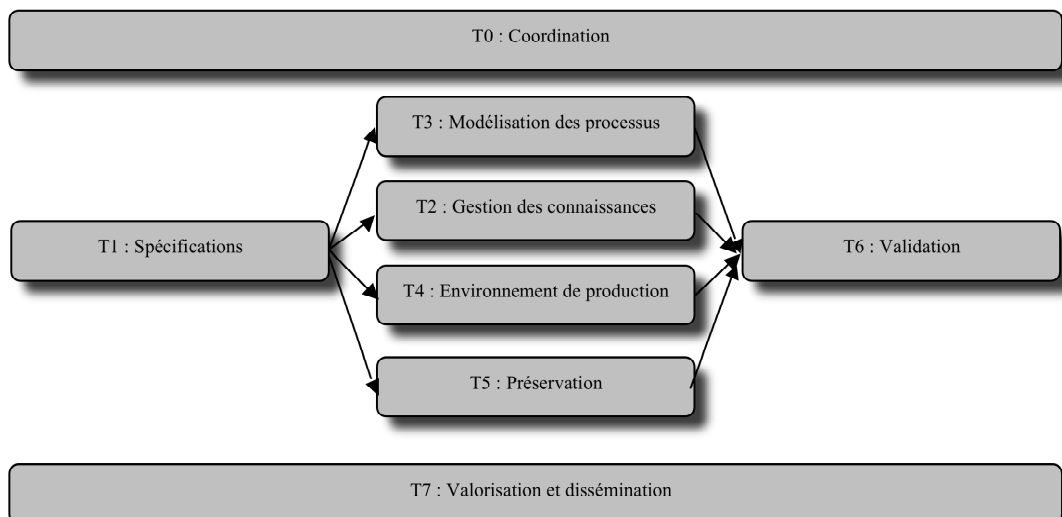 T0 : Coordination
T3 : Modélisation des processus
T2 : Gestion des connaissances
T1 : Spécifications
T6 : Validation
T4 : Environnement de production
T5 : Préservation
T7 : Valorisation et dissémination